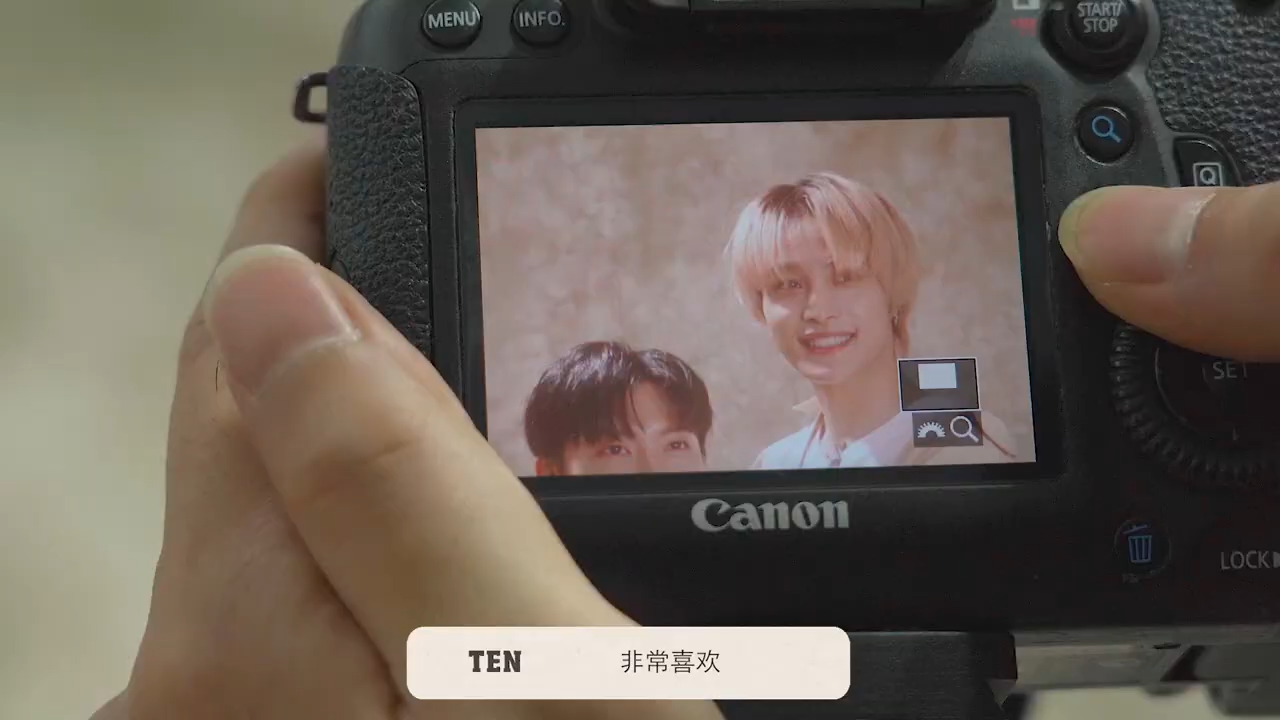 MENU
INFO.
START/
STOP
Q
SET
Canon
LOCK
TEN 非常喜欢